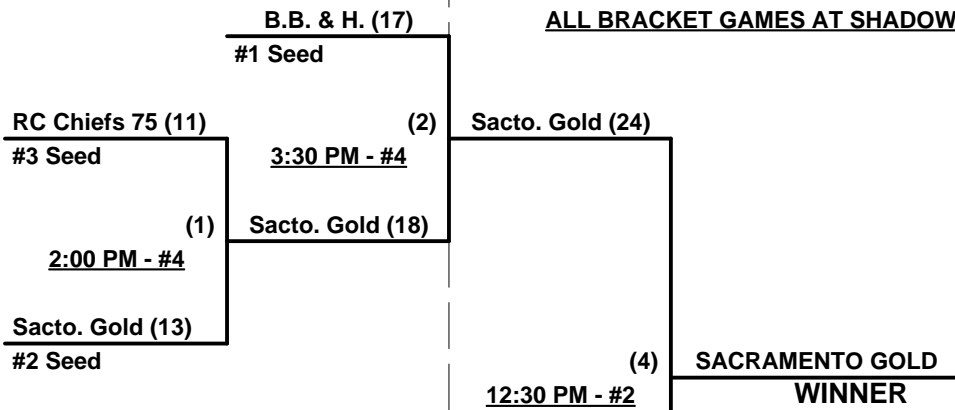 B.B. & H. (17)
ALL BRACKET GAMES AT SHADOW
#1 Seed
RC Chiefs 75 (11)
(2)
Sacto. Gold (24)
#3 Seed
3:30 PM - #4
(1)
Sacto. Gold (18)
2:00 PM - #4
Sacto. Gold (13)
#2 Seed
(4)
SACRAMENTO GOLD
12:30 PM - #2
WINNER